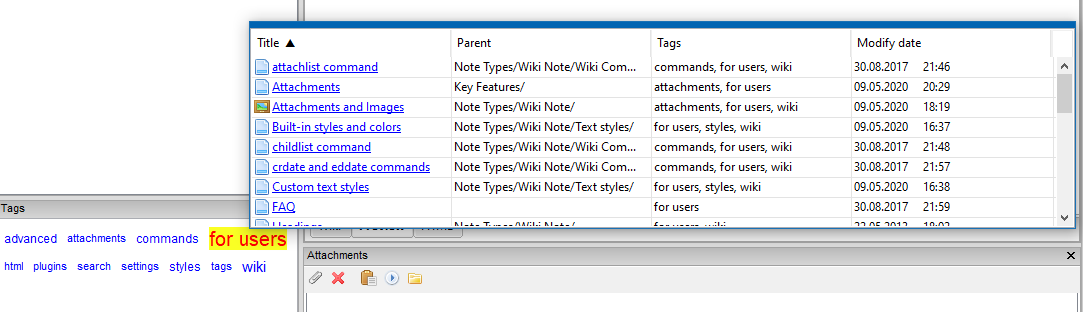 Title ▲ Parent Tags Modify date
attachlist command Note Types/Wiki Note/Wiki Com... commands, for users, wiki 30.08.2017 21:46
Attachments Key Features/ attachments, for users 09.05.2020 20:29
Attachments and Images Note Types/Wiki Note/ attachments, for users, wiki 09.05.2020 18:19
Built-in styles and colors Note Types/Wiki Note/Text styles/ for users, styles, wiki 09.05.2020 16:37
childlist command Note Types/Wiki Note/Wiki Com... commands, for users, wiki 30.08.2017 21:48
crdate and eddate commands Note Types/Wiki Note/Wiki Com... commands, for users, wiki 30.08.2017 21:57
Custom text styles Note Types/Wiki Note/Text styles/ for users, styles, wiki 09.05.2020 16:38
FAQ for users 30.08.2017 21:59
Headings Note Types/Wiki Note/ for users, wiki
Tags
advanced attachments commands for users
html plugins search settings styles tags wiki
Attachments